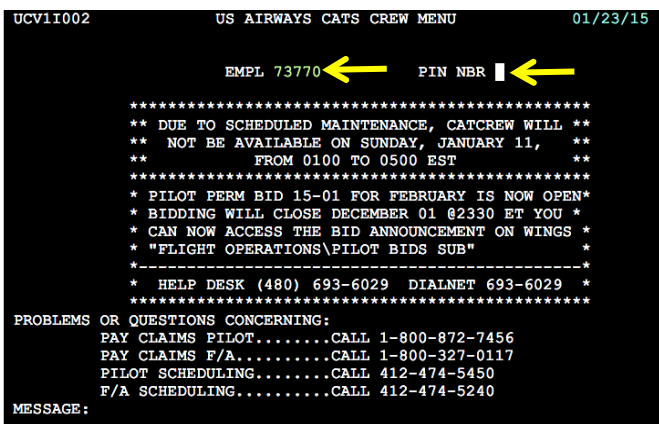 UCV1I002 US AIRWAYS CATS CREW MENU 01/23/15
EMPL 73770 PIN NBR
***************************************************
** DUE TO SCHEDULED MAINTENANCE, CATCREW WILL **
** NOT BE AVAILABLE ON SUNDAY, JANUARY 11, **
** FROM 0100 TO 0500 EST **
***************************************************
* PILOT PERM BID 15-01 FOR FEBRUARY IS NOW OPEN*
* BIDDING WILL CLOSE DECEMBER 01 @2330 ET YOU *
* CAN NOW ACCESS THE BID ANNOUNCEMENT ON WINGS *
* "FLIGHT OPERATIONS\PILOT BIDS SUB" *
*-------------------------------------------------*
* HELP DESK (480) 693-6029 DIALNET 693-6029 *
***************************************************
PROBLEMS OR QUESTIONS CONCERNING:
PAY CLAIMS PILOT.........CALL 1-800-872-7456
PAY CLAIMS F/A...........CALL 1-800-327-0117
PILOT SCHEDULING.........CALL 412-474-5450
F/A SCHEDULING...........CALL 412-474-5240
MESSAGE: